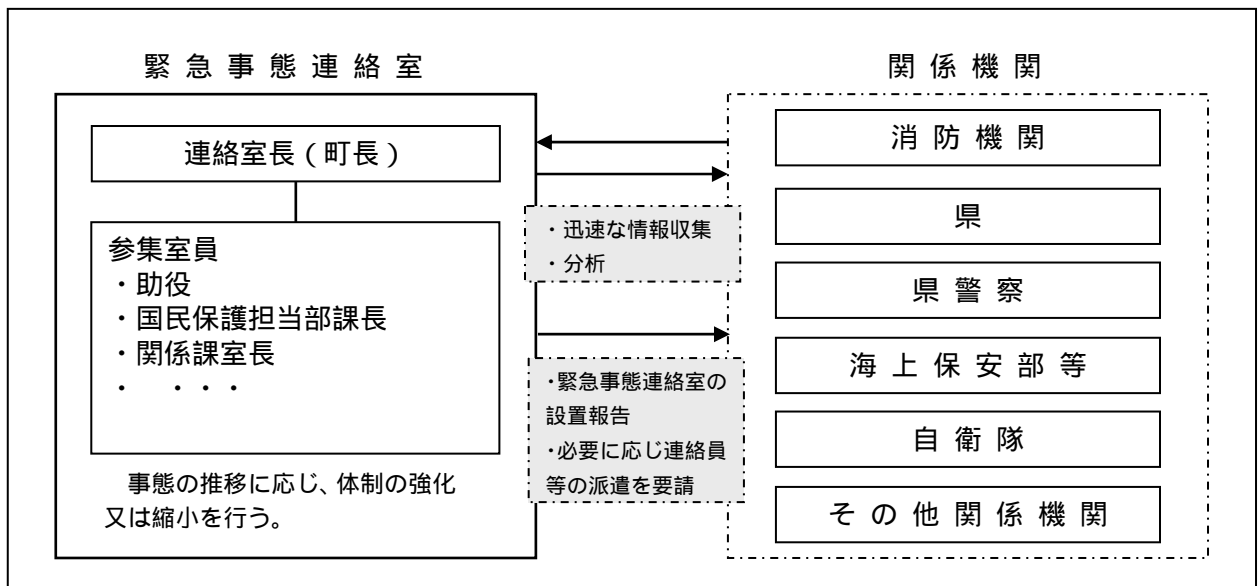 緊急事態連絡室
関係機関
連絡室長（町長）
参集室員
・助役
・国民保護担当部課長
・関係課室長
・　・・・
事態の推移に応じ、体制の強化
又は縮小を行う。
・迅速な情報収集
・分析
・緊急事態連絡室の
設置報告
・必要に応じ連絡員
等の派遣を要請
消防機関
県
県警察
海上保安部等
自衛隊
その他関係機関